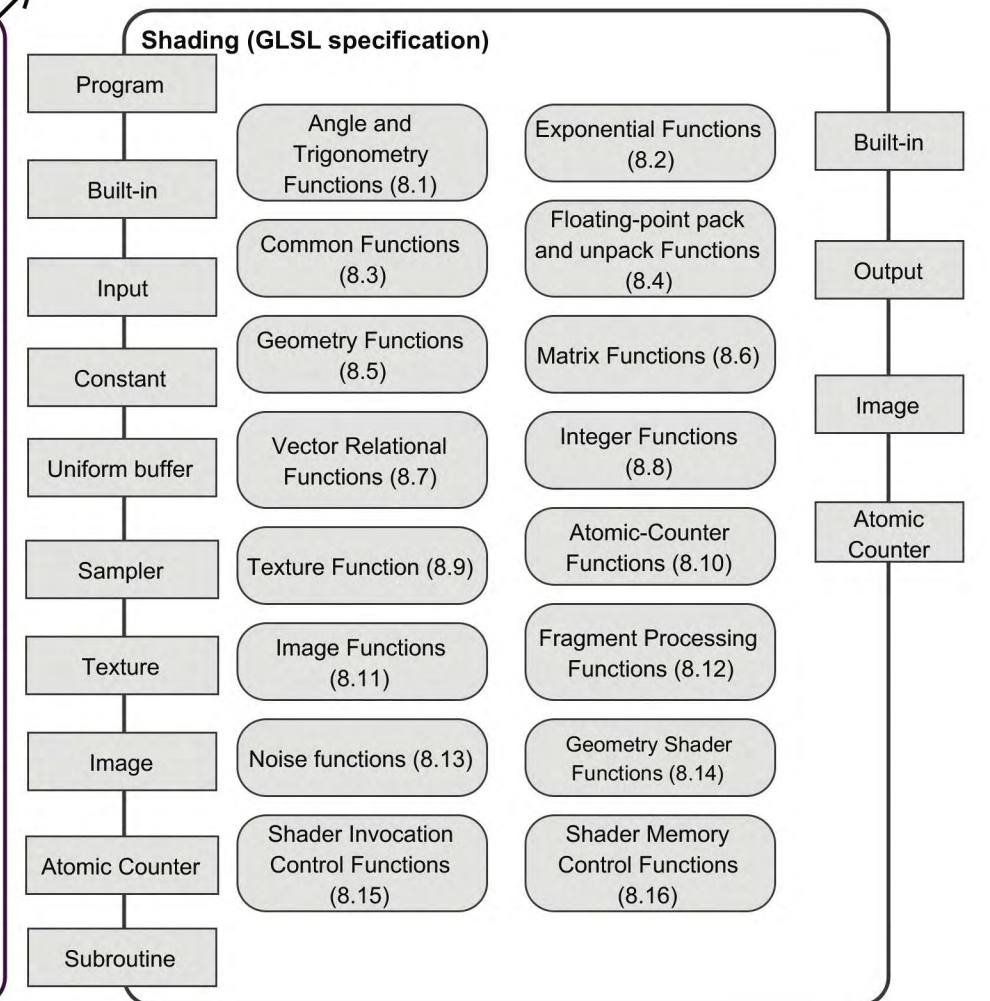 Shading (GLSL specification)
Program
Built-in
Input
Constant
Uniform buffer
Sampler
Texture
Image
Atomic Counter
Subroutine
Angle and
Trigonometry
Functions (8.1)
Exponential Functions
(8.2)
Common Functions
(8.3)
Floating-point pack
and unpack Functions
(8.4)
Geometry Functions
(8.5)
Matrix Functions (8.6)
Vector Relational
Functions (8.7)
Integer Functions
(8.8)
Texture Function (8.9)
Atomic-Counter
Functions (8.10)
Image Functions
(8.11)
Fragment Processing
Functions (8.12)
Noise functions (8.13)
Geometry Shader
Functions (8.14)
Shader Invocation
Control Functions
(8.15)
Shader Memory
Control Functions
(8.16)
Built-in
Output
Image
Atomic
Counter